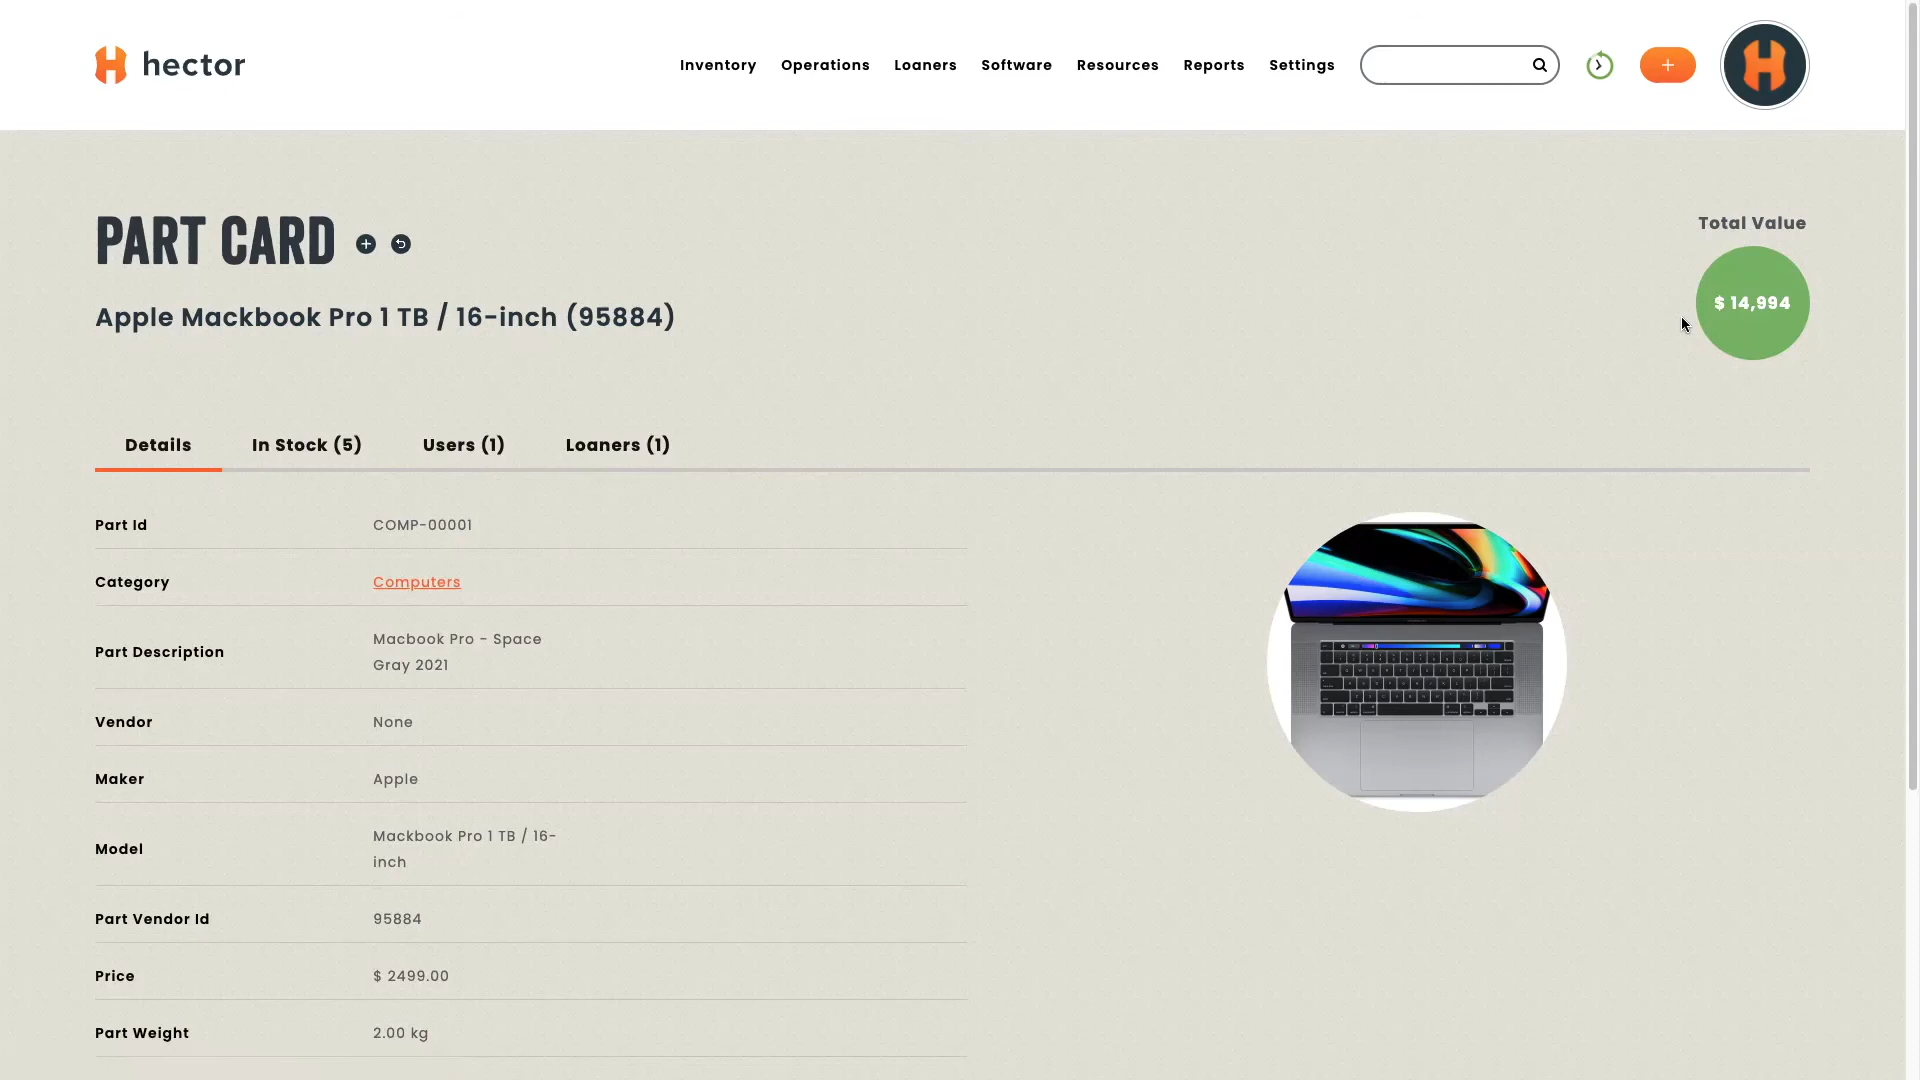 hector
Inventory Operations Loaners Software Resources Reports Settings
+
PART CARD
Total Value
$ 14,994
Apple Mackbook Pro 1 TB / 16-inch (95884)
Details In Stock (5) Users (1) Loaners (1)
Part Id COMP-00001
Category Computers
Part Description Macbook Pro - Space
Gray 2021
Vendor None
Maker Apple
Model Mackbook Pro 1 TB / 16-
inch
Part Vendor Id 95884
Price $ 2499.00
Part Weight 2.00 kg